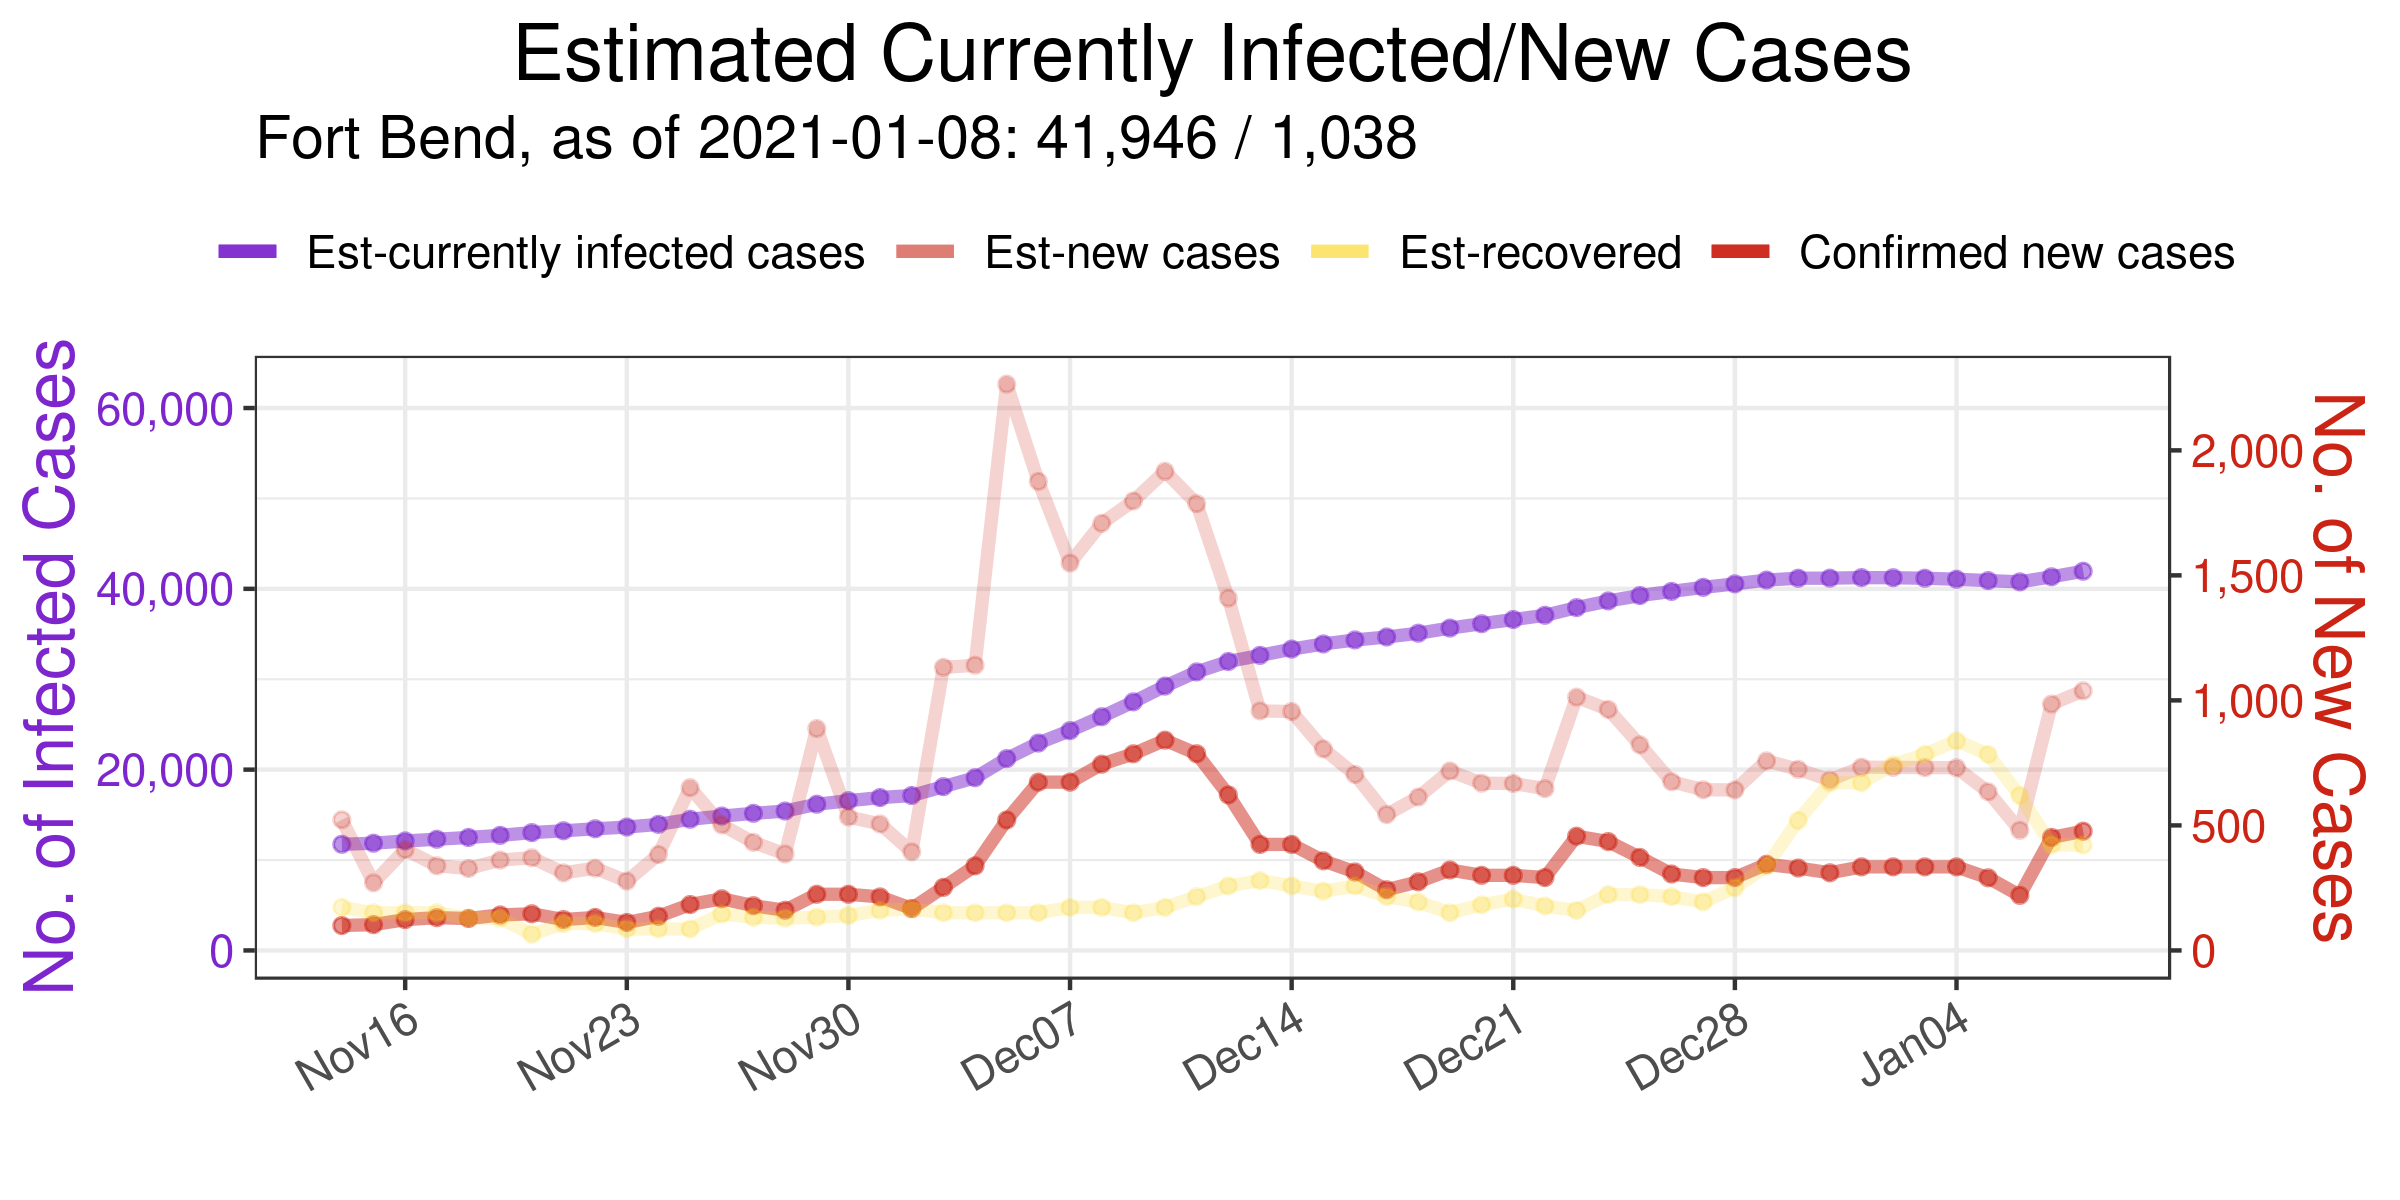 Estimated Currently Infected/New Cases
Fort Bend, as of 2021-01-08: 41,946 / 1,038
Est-currently infected cases Est-new cases Est-recovered Confirmed new cases
No. of Infected Cases
60,000
40,000
20,000
0
2,000
1,500
1,000
500
0
No. of New Cases
Nov16 Nov23 Nov30 Dec07 Dec14 Dec21 Dec28 Jan04